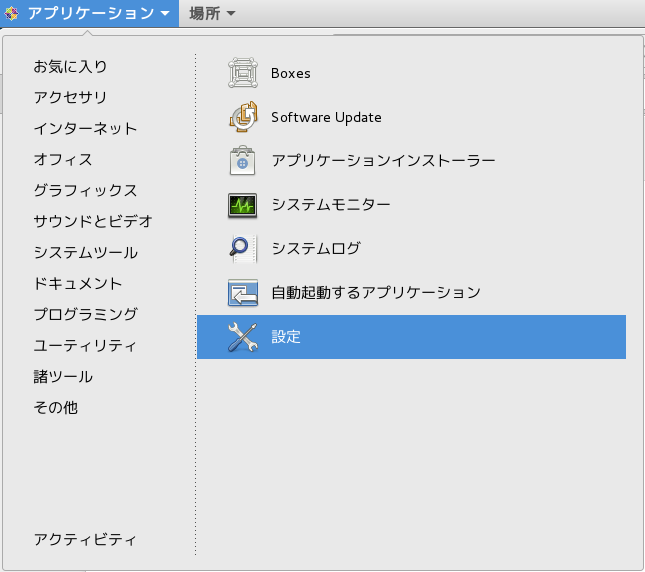 アプリケーション 場所
お気に入り
アクセサリ
インターネット
オフィス
グラフィックス
サウンドとビデオ
システムツール
ドキュメント
プログラミング
ユーティリティ
諸ツール
その他
アクティビティ
Boxes
Software Update
アプリケーションインストーラー
システムモニター
システムログ
自動起動するアプリケーション
設定